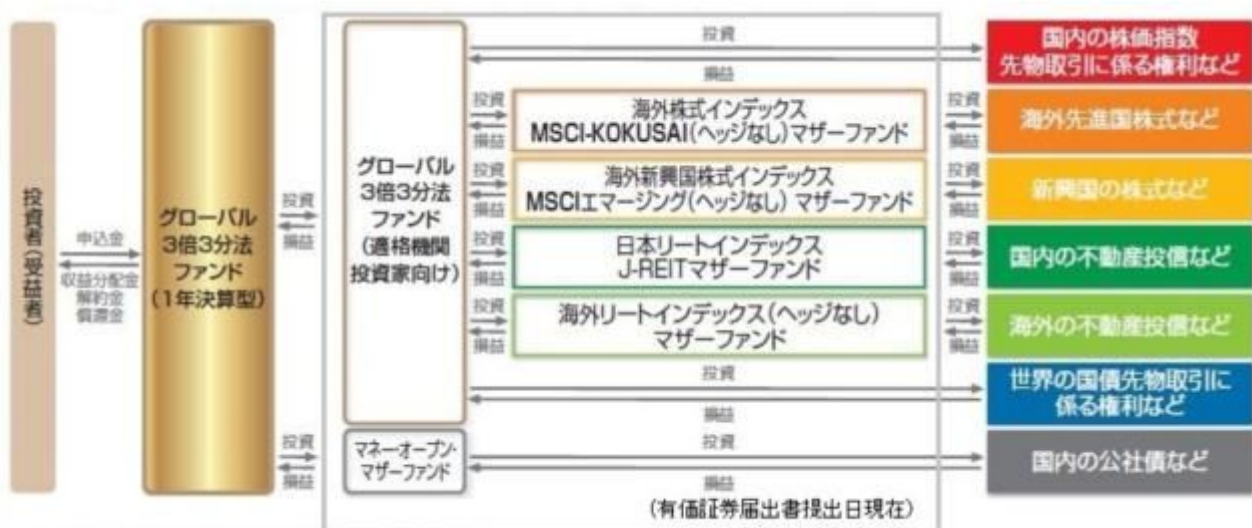 投資者(受益者)
申込金
収益分配金
解約金
償還金
グローバル
3倍3分法
ファンド
(1年決算型)
投資
損益
投資
損益
グローバル
3倍3分法
ファンド
(適格機関
投資家向け)
マネーオープン・
マザーファンド
投資
損益
国内の株価指数
先物取引に係る権利など
投資
損益
海外株式インデックス
MSCI-KOKUSAI(ヘッジなし)マザーファンド
投資
損益
海外先進国株式など
投資
損益
海外新興国株式インデックス
MSCIエマージング(ヘッジなし) マザーファンド
投資
損益
新興国の株式など
投資
損益
日本リートインデックス
J-REITマザーファンド
投資
損益
国内の不動産投信など
投資
損益
海外リートインデックス(ヘッジなし)
マザーファンド
投資
損益
海外の不動産投信など
投資
損益
世界の国債先物取引に
係る権利など
投資
損益
国内の公社債など
(有価証券届出書提出日現在)